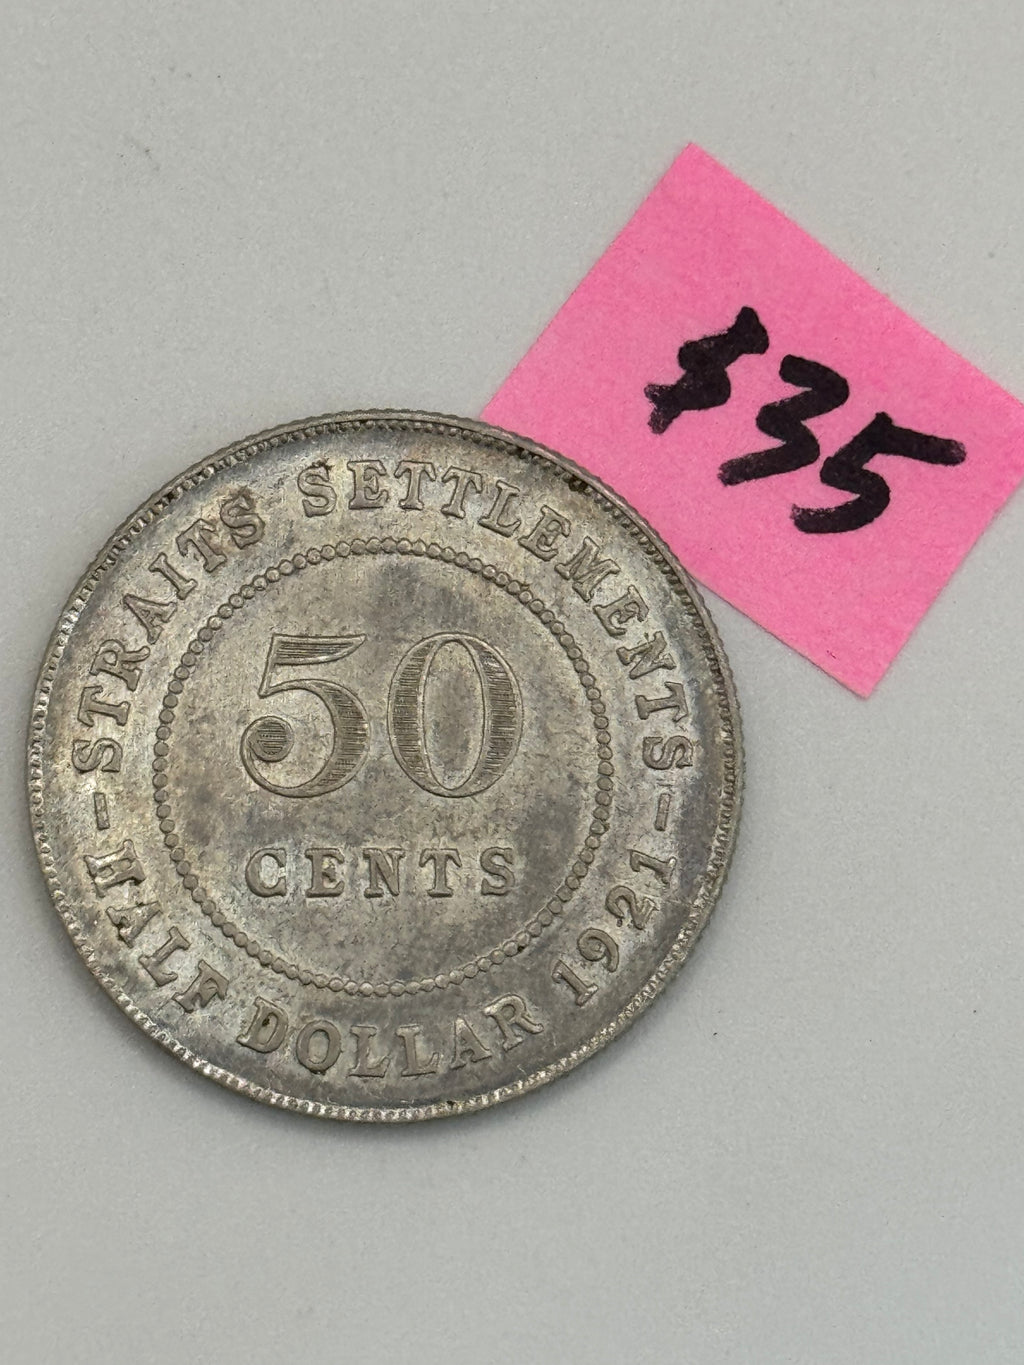 $35
STRAITS SETTLEMENTS
50
CENTS
HALF DOLLAR 1921